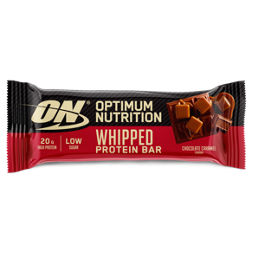 ON
OPTIMUM
NUTRITION
WHIPPED
PROTEIN BAR
20g
HIGH PROTEIN
LOW
SUGAR
CHOCOLATE CARAMEL